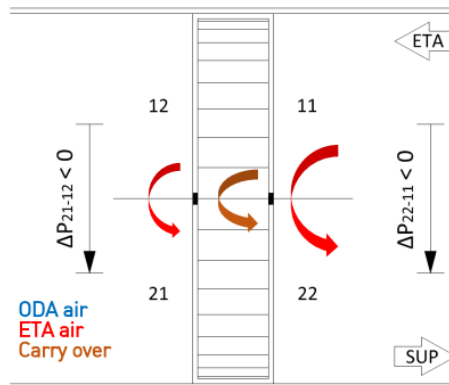 ETA
12
11
ΔP21-12 < 0
ΔP22-11 < 0
21
22
ODA air
ETA air
Carry over
SUP